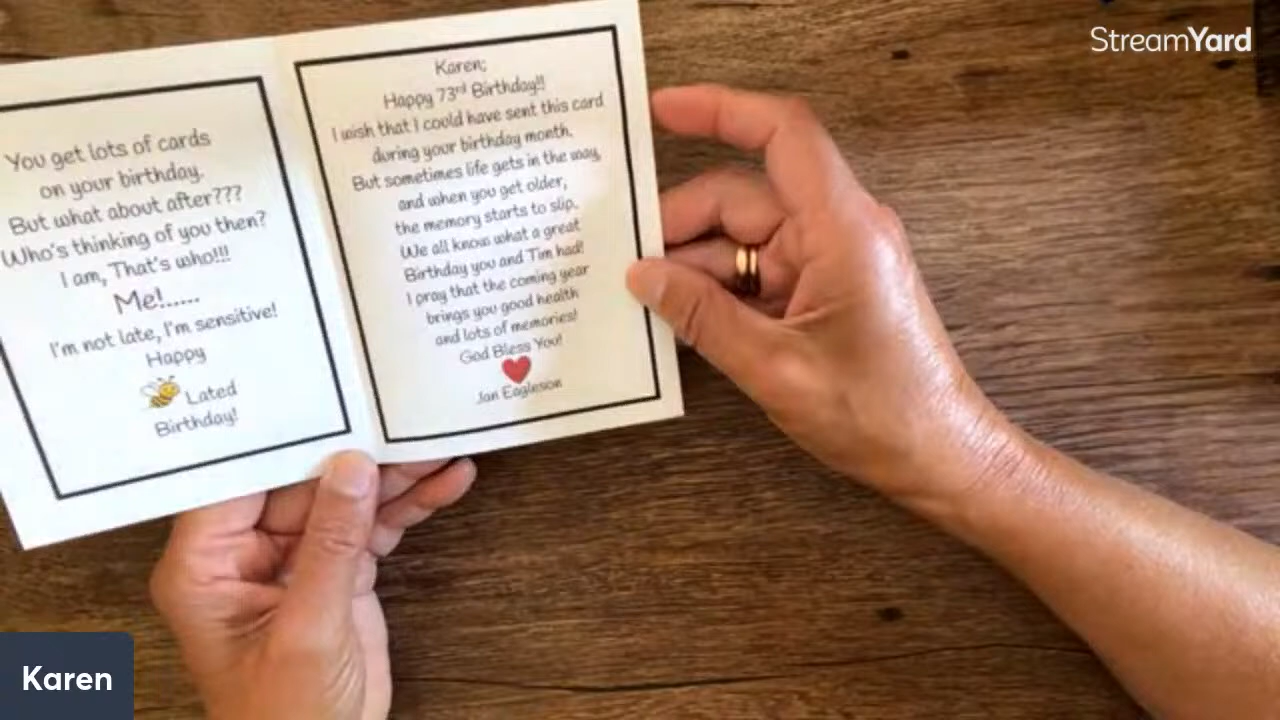 StreamYard
You get lots of cards
on your birthday.
But what about after???
Who's thinking of you then?
I am, That's who!!!
Me!......
I'm not late, I'm sensitive!
Happy
Lated
Birthday!
Karen;
Happy 73rd Birthday!!
I wish that I could have sent this card
during your birthday month.
But sometimes life gets in the way,
and when you get older,
the memory starts to slip.
We all know what a great
Birthday you and Tim had!
I pray that the coming year
brings you good health
and lots of memories!
God Bless You!
Jan Eagleson
Karen